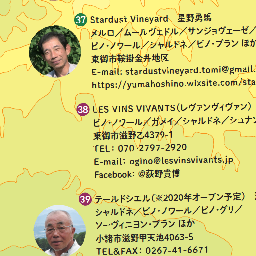 37 Stardust Vineyard 星野勇馬
メルロ/ムールヴェドル/サンジョヴェーゼ/
ピノ・ノワール/シャルドネ/ピノ・ブラン ほか
東御市鞍掛金井地区
E-mail: stardustvineyard.tomi@gmail.
https://yumahoshino.wixsite.com/sta
38 LES VINS VIVANTS(レヴァンヴィヴァン)
ピノ・ノワール/ガメイ/シャルドネ/シュナン
東御市滋野乙4379-1
TEL: 070-2797-2920
E-mail: ogino@lesvinsvivants.jp
Facebook: @荻野貴博
39 テールドシエル(※2020年オープン予定)
シャルドネ/ピノ・ノワール/ピノ・グリ/
ソーヴィニヨン・ブラン ほか
小諸市滋野甲天池4063-5
TEL&FAX: 0267-41-6671